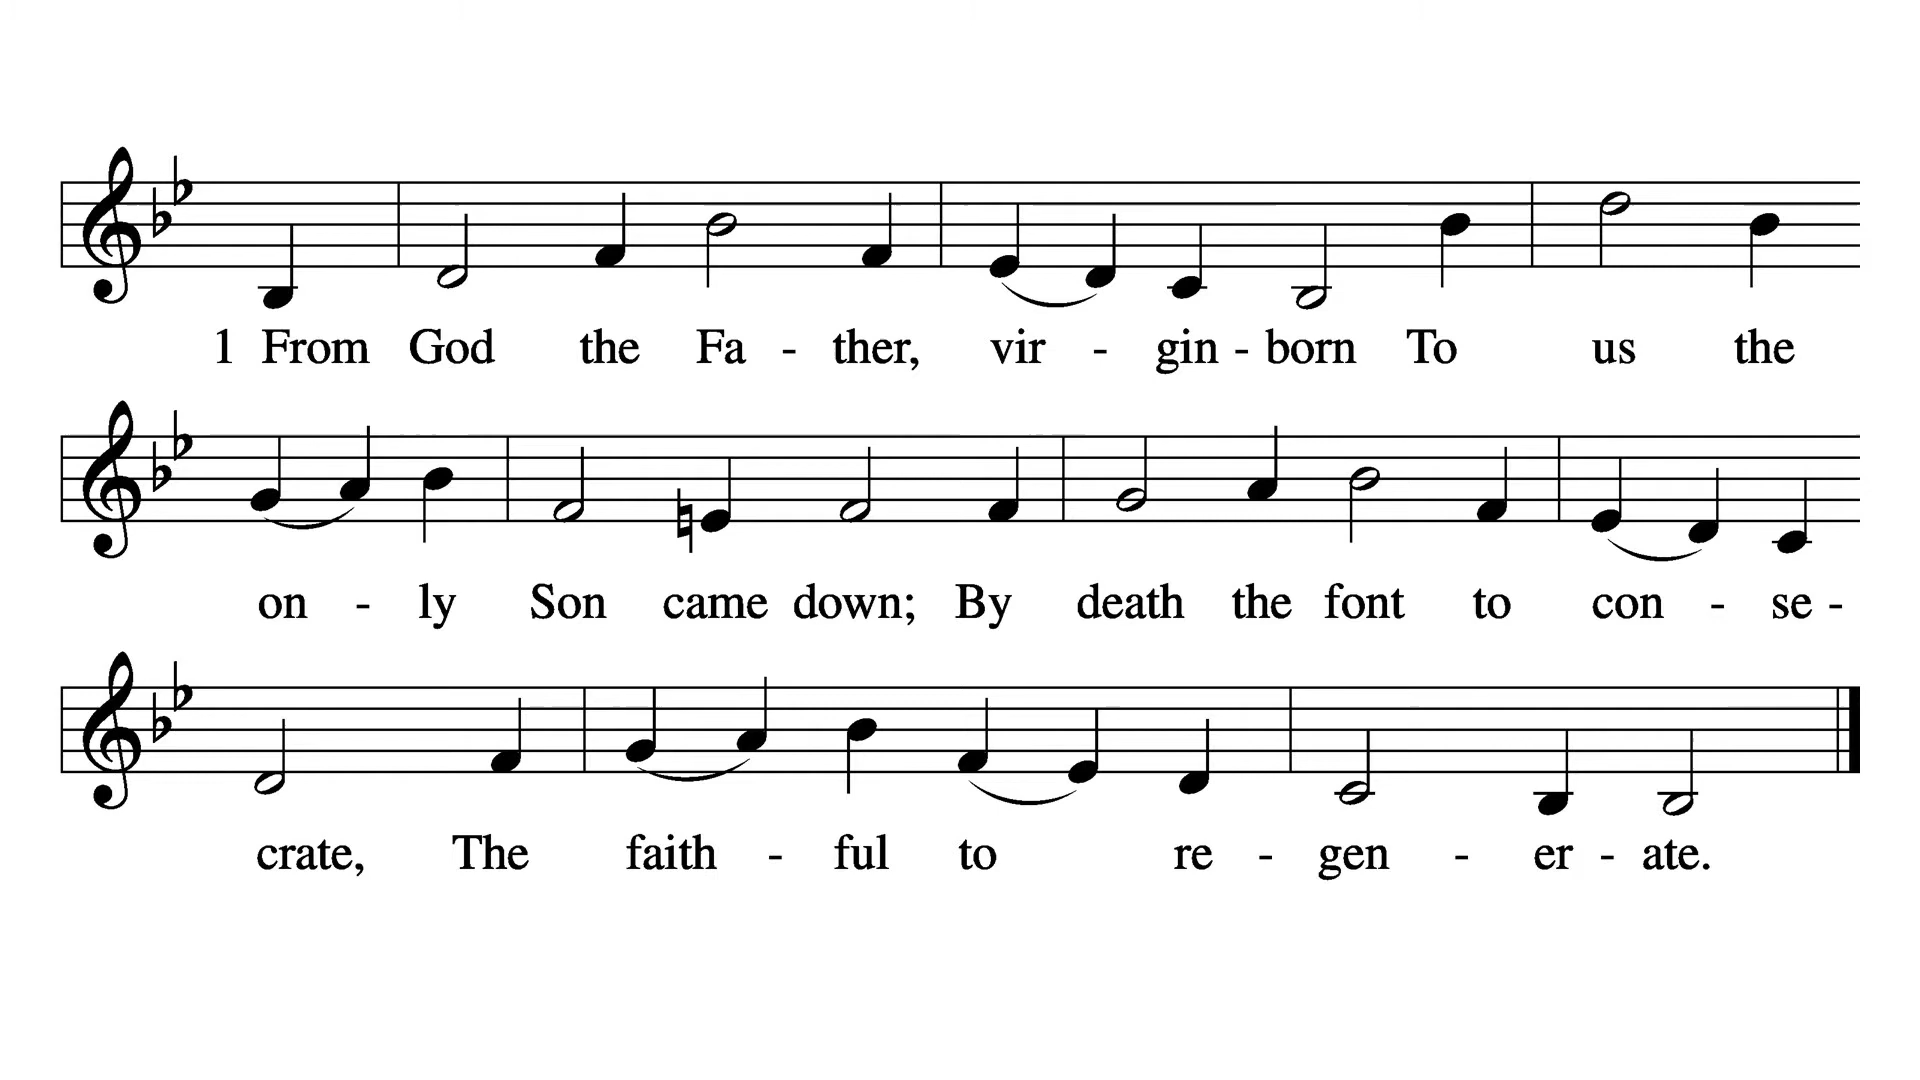 1 From God the Fa - ther, vir - gin - born To us the
on - ly Son came down; By death the font to con - se -
crate, The faith - ful to re - gen - er - ate.